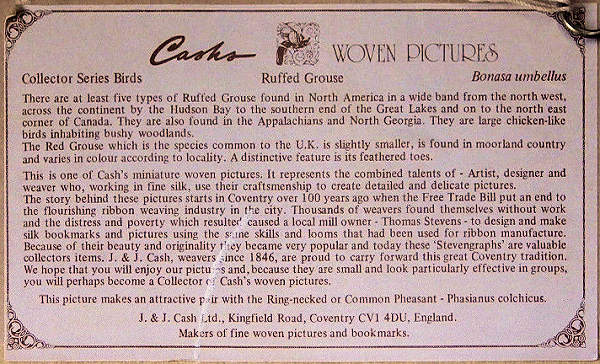 Cash's WOVEN PICTURES
Collector Series Birds Ruffed Grouse Bonasa umbellus
There are at least five types of Ruffed Grouse found in North America in a wide band from the north west,
across the continent by the Hudson Bay to the southern end of the Great Lakes and on to the north east
corner of Canada. They are also found in the Appalachians and North Georgia. They are large chicken-like
birds inhabiting bushy woodlands.
The Red Grouse which is the species common to the U.K. is slightly smaller, is found in moorland country
and varies in colour according to locality. A distinctive feature is its feathered toes.
This is one of Cash's miniature woven pictures. It represents the combined talents of - Artist, designer and
weaver who, working in fine silk, use their craftsmenship to create detailed and delicate pictures.
The story behind these pictures starts in Coventry over 100 years ago when the Free Trade Bill put an end to
the flourishing ribbon weaving industry in the city. Thousands of weavers found themselves without work
and the distress and poverty which resulted caused a local mill owner - Thomas Stevens - to design and make
silk bookmarks and pictures using the same skills and looms that had been used for ribbon manufacture.
Because of their beauty and originality they became very popular and today these 'Stevengraphs' are valuable
collectors items. J. & J. Cash, weavers since 1846, are proud to carry forward this great Coventry tradition.
We hope that you will enjoy our pictures and, because they are small and look particularly effective in groups,
you will perhaps become a Collector of Cash's woven pictures.
This picture makes an attractive pair with the Ring-necked or Common Pheasant - Phasianus colchicus.
J. & J. Cash Ltd., Kingfield Road, Coventry CV1 4DU, England.
Makers of fine woven pictures and bookmarks.